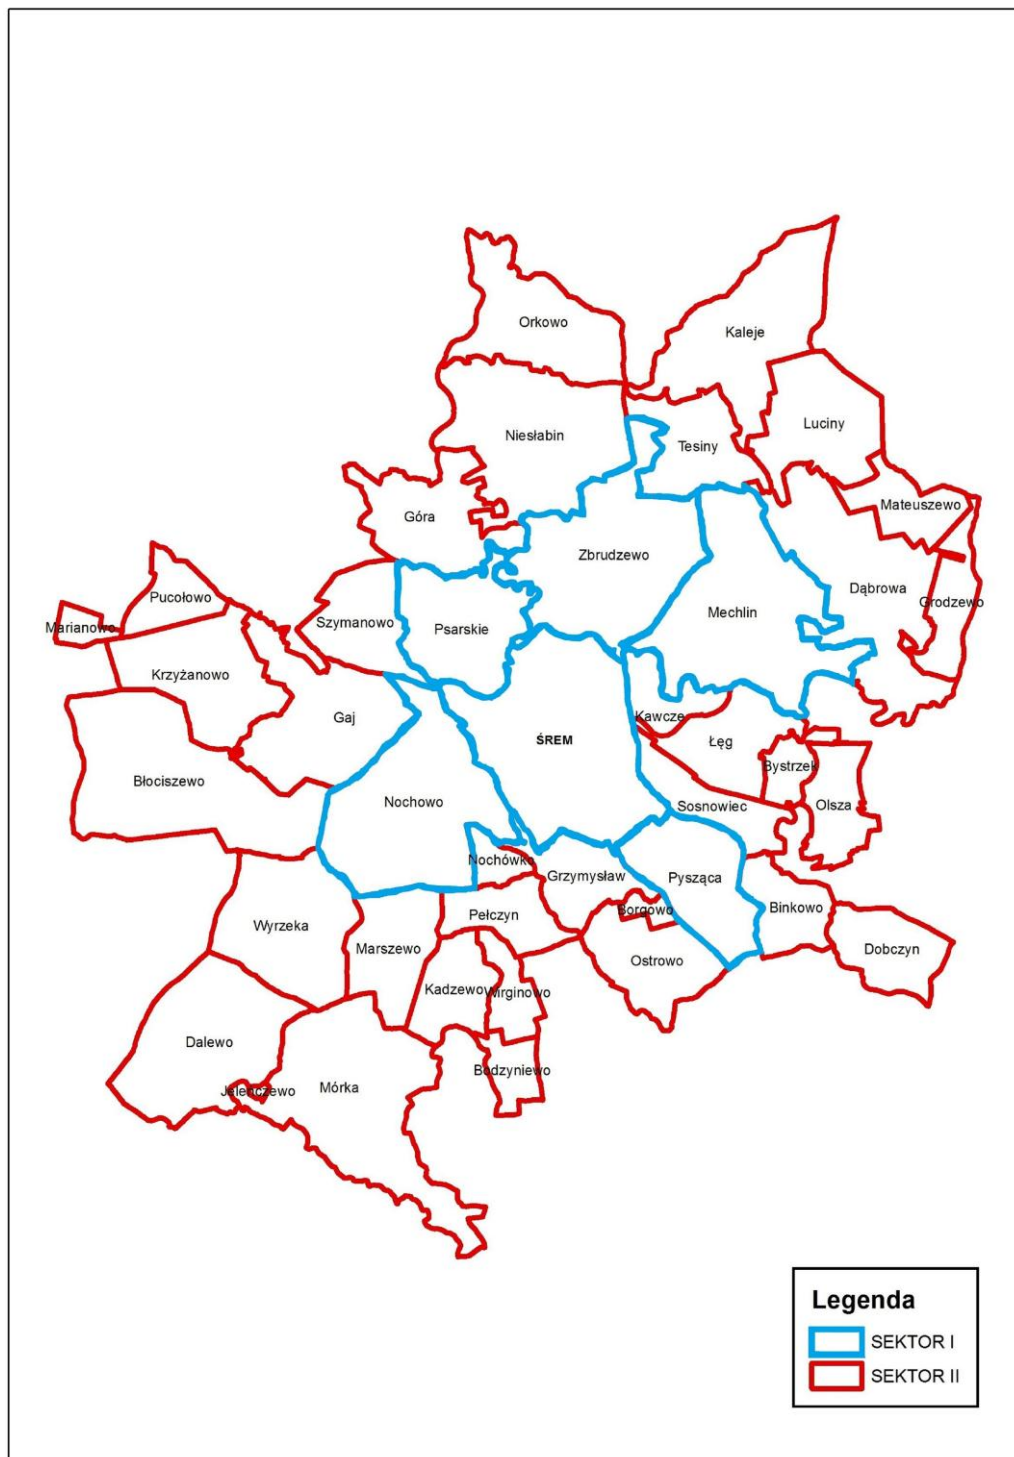 Orkowo
Kaleje
Luciny
Niesłabin
Tesiny
Mateuszewo
Góra
Zbrudzewo
Dąbrowa
Pucołowo
Grodzewo
Mechlin
Szymanowo
Marianowo
Psarskie
Krzyżanowo
Gaj
Kawcze
ŚREM
Łęg
Bystrzek
Błociszewo
Nochowo
Sosnowiec
Olsza
Nochówko
Grzymysław
Pysząca
Binkowo
Borgowo
Pełczyn
Wyrzeka
Marszewo
Dobczyn
Ostrowo
Kadzewo
Wirginowo
Dalewo
Bodzyniewo
Jeleńczewo
Mórka
Legenda
SEKTOR I
SEKTOR II